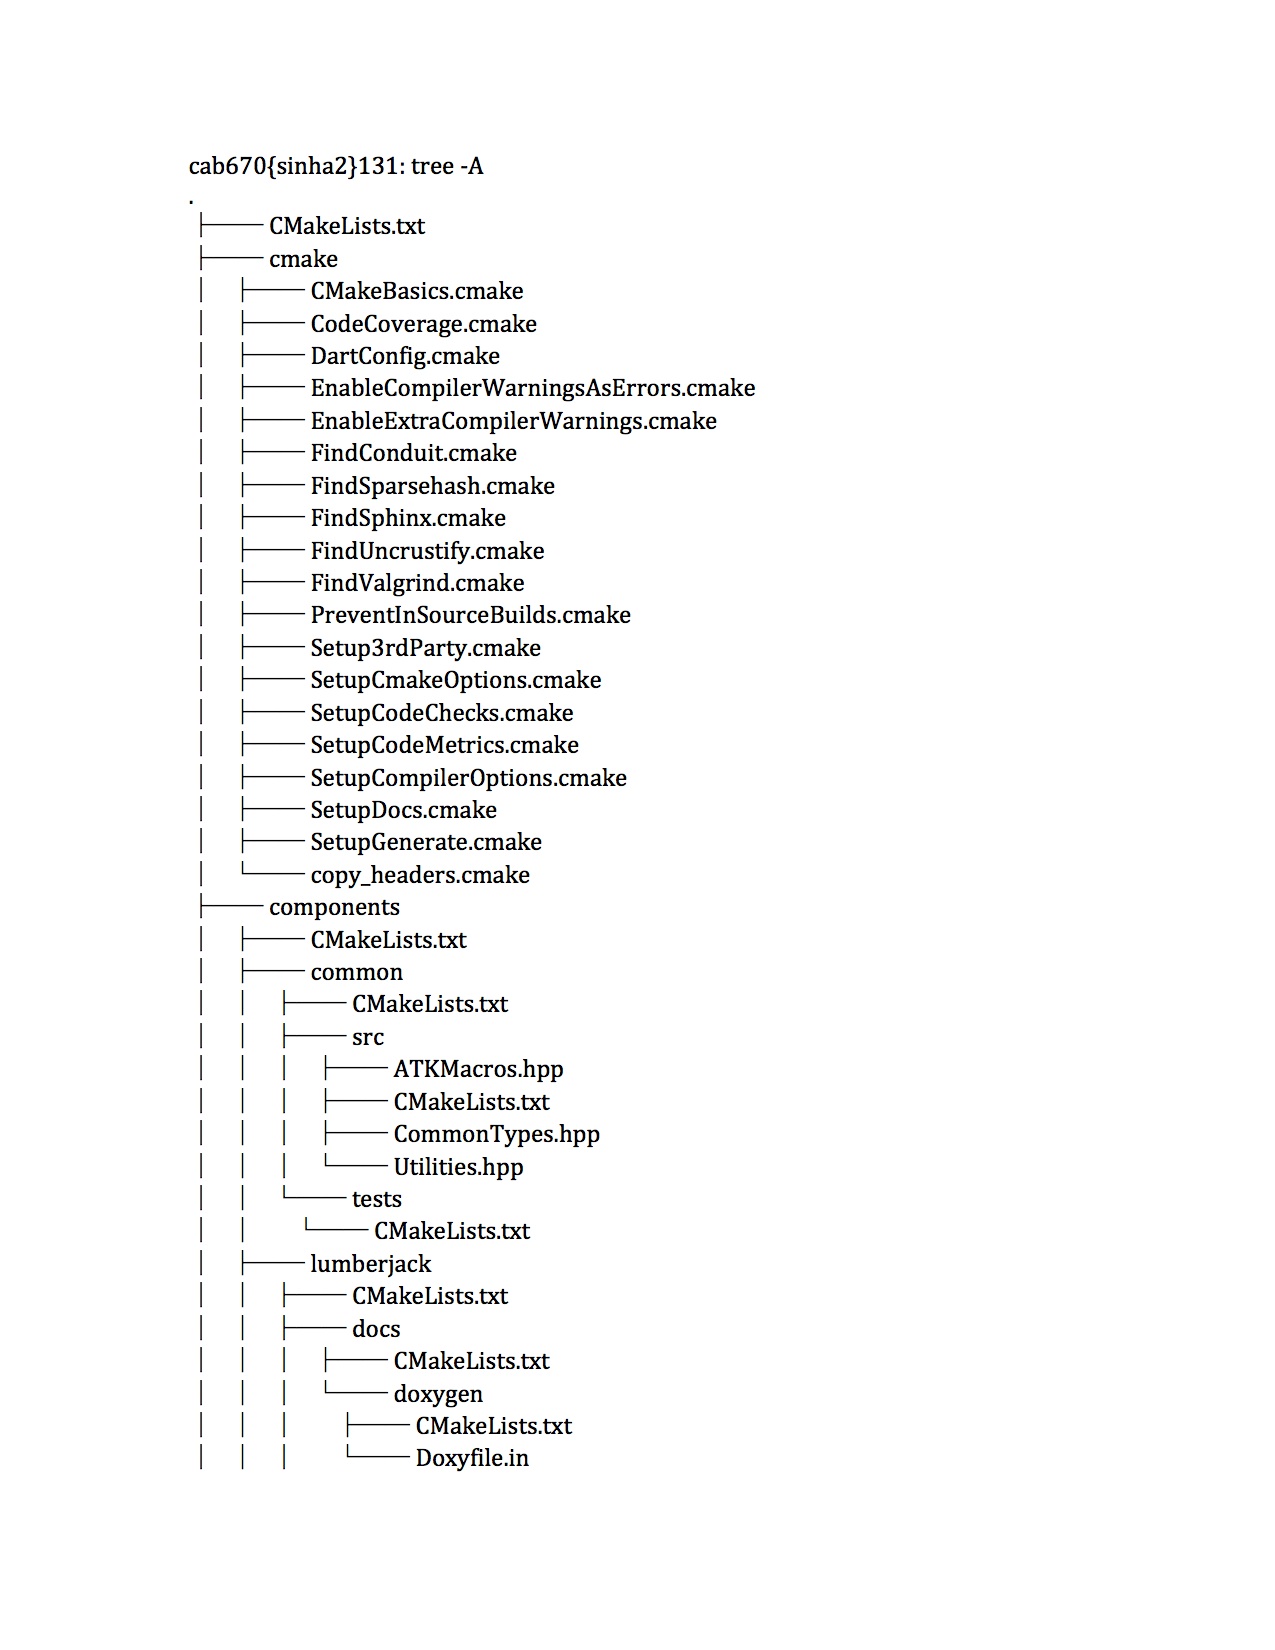 cab670{sinha2}131: tree -A
.
├── CMakeLists.txt
├── cmake
│   ├── CMakeBasics.cmake
│   ├── CodeCoverage.cmake
│   ├── DartConfig.cmake
│   ├── EnableCompilerWarningsAsErrors.cmake
│   ├── EnableExtraCompilerWarnings.cmake
│   ├── FindConduit.cmake
│   ├── FindSparsehash.cmake
│   ├── FindSphinx.cmake
│   ├── FindUncrustify.cmake
│   ├── FindValgrind.cmake
│   ├── PreventInSourceBuilds.cmake
│   ├── Setup3rdParty.cmake
│   ├── SetupCmakeOptions.cmake
│   ├── SetupCodeChecks.cmake
│   ├── SetupCodeMetrics.cmake
│   ├── SetupCompilerOptions.cmake
│   ├── SetupDocs.cmake
│   ├── SetupGenerate.cmake
│   └── copy_headers.cmake
├── components
│   ├── CMakeLists.txt
│   ├── common
│   │   ├── CMakeLists.txt
│   │   ├── src
│   │   │   ├── ATKMacros.hpp
│   │   │   ├── CMakeLists.txt
│   │   │   ├── CommonTypes.hpp
│   │   │   └── Utilities.hpp
│   │   └── tests
│   │       └── CMakeLists.txt
│   ├── lumberjack
│   │   ├── CMakeLists.txt
│   │   ├── docs
│   │   │   ├── CMakeLists.txt
│   │   │   └── doxygen
│   │   │       ├── CMakeLists.txt
│   │   │       └── Doxyfile.in